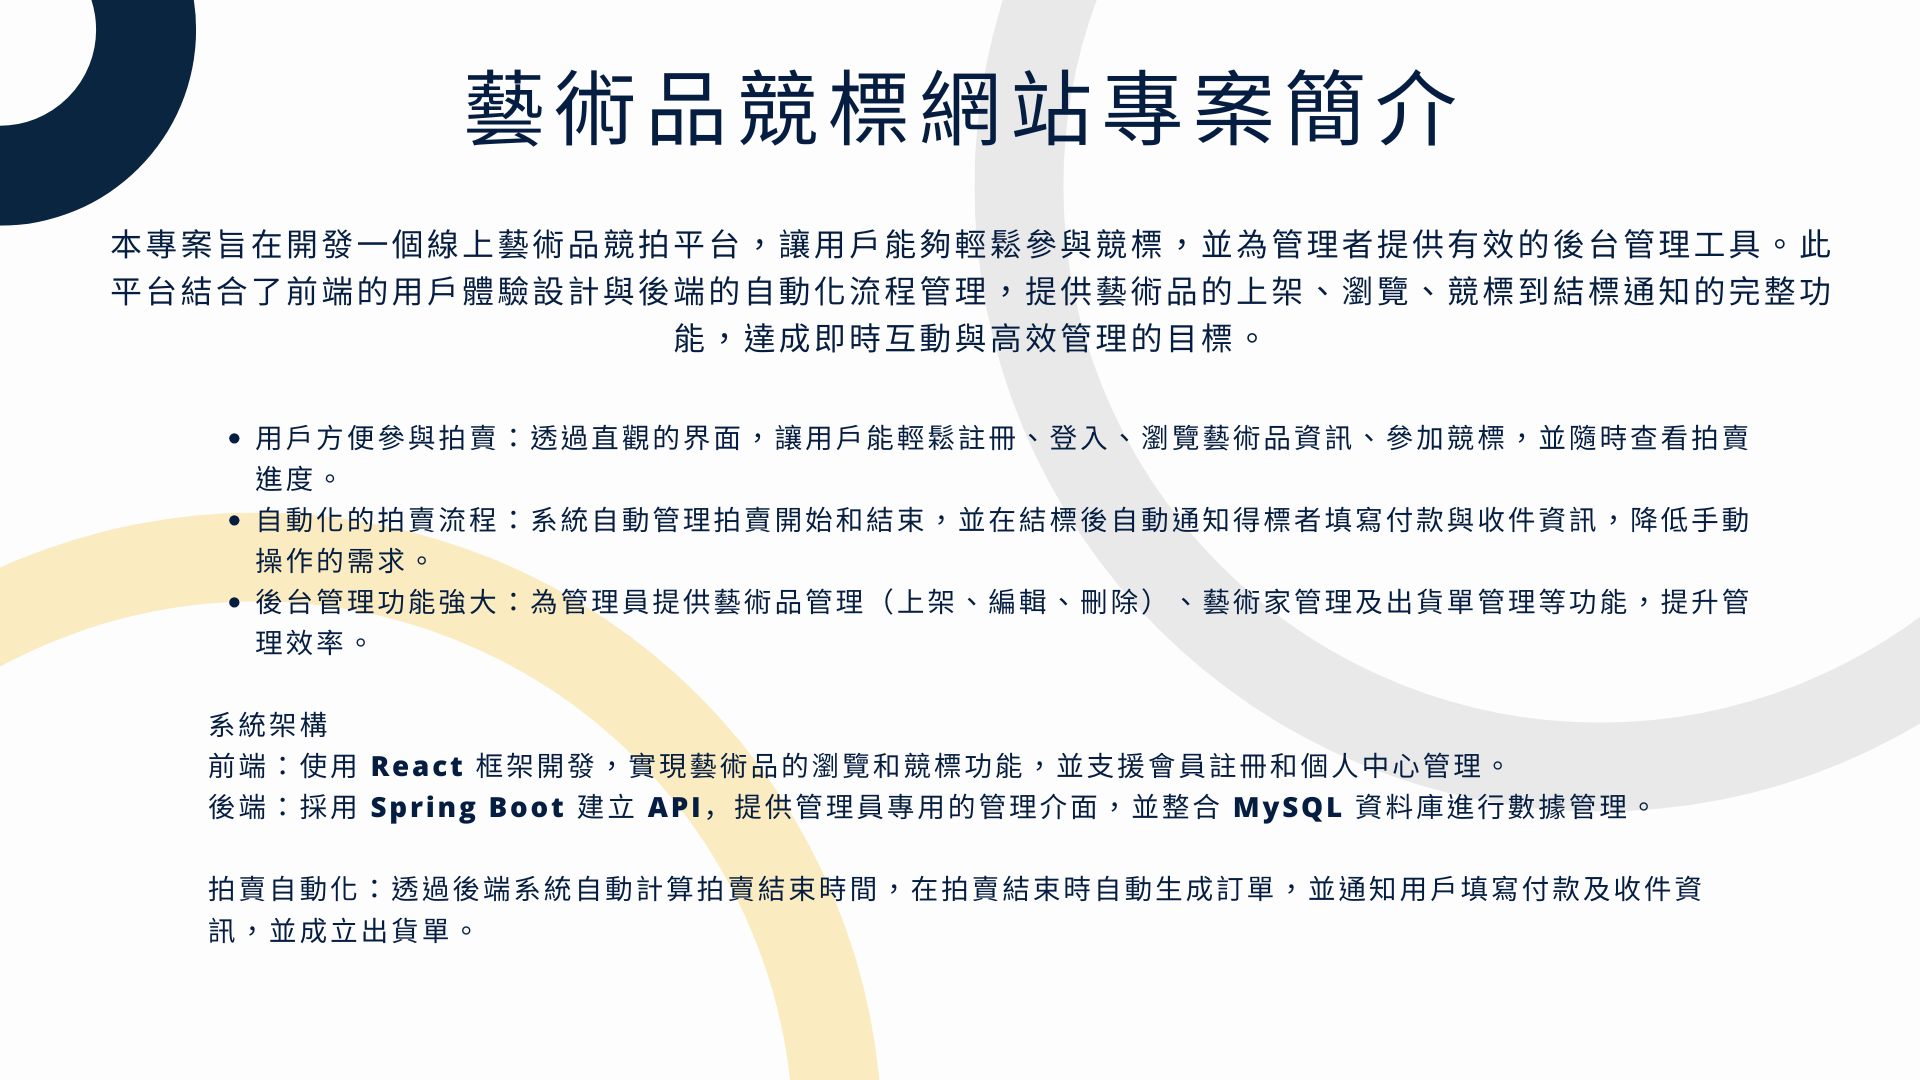 藝術品競標網站專案簡介
本專案旨在開發一個線上藝術品競拍平台，讓用戶能夠輕鬆參與競標，並為管理者提供有效的後台管理工具。此
平台結合了前端的用戶體驗設計與後端的自動化流程管理，提供藝術品的上架、瀏覽、競標到結標通知的完整功
能，達成即時互動與高效管理的目標。
• 用戶方便參與拍賣：透過直觀的界面，讓用戶能輕鬆註冊、登入、瀏覽藝術品資訊、參加競標，並隨時查看拍賣
進度。
• 自動化的拍賣流程：系統自動管理拍賣開始和結束，並在結標後自動通知得標者填寫付款與收件資訊，降低手動
操作的需求。
• 後台管理功能強大：為管理員提供藝術品管理（上架、編輯、刪除）、藝術家管理及出貨單管理等功能，提升管
理效率。
系統架構
前端：使用 React 框架開發，實現藝術品的瀏覽和競標功能，並支援會員註冊和個人中心管理。
後端：採用 Spring Boot 建立 API，提供管理員專用的管理介面，並整合 MySQL 資料庫進行數據管理。
拍賣自動化：透過後端系統自動計算拍賣結束時間，在拍賣結束時自動生成訂單，並通知用戶填寫付款及收件資
訊，並成立出貨單。